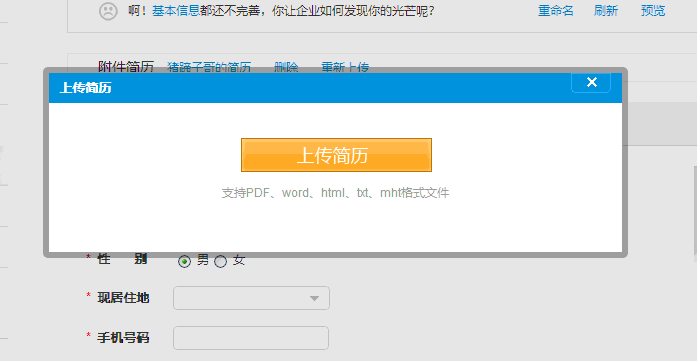 啊！基本信息都还不完善，你让企业如何发现你的光芒呢? 重命名 刷新 预览
附件简历 猪蹄子哥的简历 删除 重新上传
上传简历 ×
上传简历
支持PDF、word、html、txt、mht格式文件
* 性 别 男 女
* 现居住地
* 手机号码